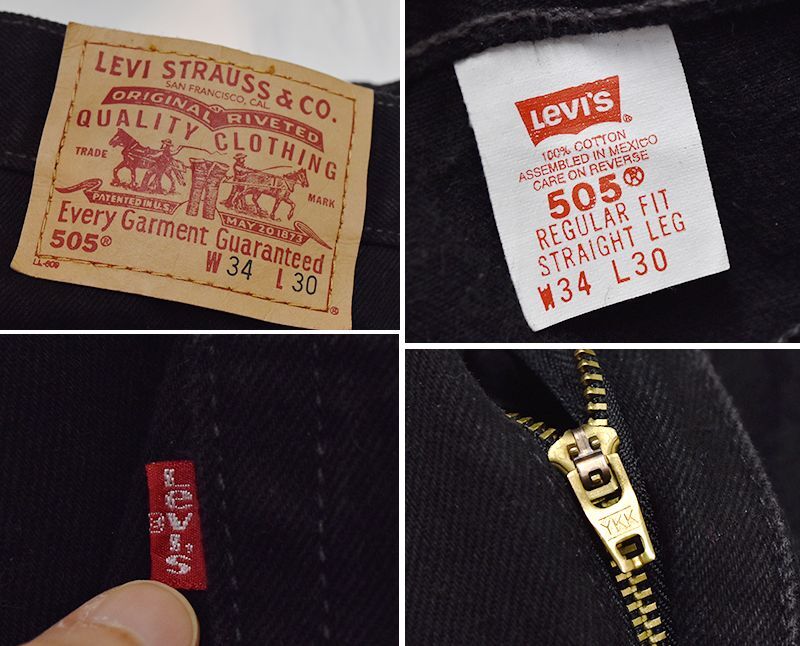 LEVI STRAUSS & CO.
SAN FRANCISCO, CAL.
ORIGINAL RIVETED
QUALITY CLOTHING
TRADE MARK
PATENTED IN U.S. MAY 20 1873
Every Garment Guaranteed
505®
W 34 L 30
LL-609
®
Levi's
100% COTTON
ASSEMBLED IN MEXICO
CARE ON REVERSE
505®
REGULAR FIT
STRAIGHT LEG
W34 L30
LeVI'S
®
YKK